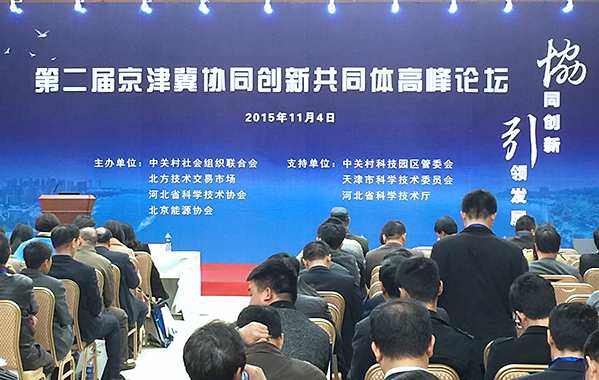 第二届京津冀协同创新共同体高峰论坛
2015年11月4日
主办单位：中关村社会组织联合会
北方技术交易市场
河北省科学技术协会
北京能源协会
支持单位：中关村科技园区管委会
天津市科学技术委员会
河北省科学技术厅
协同创新
引领发展